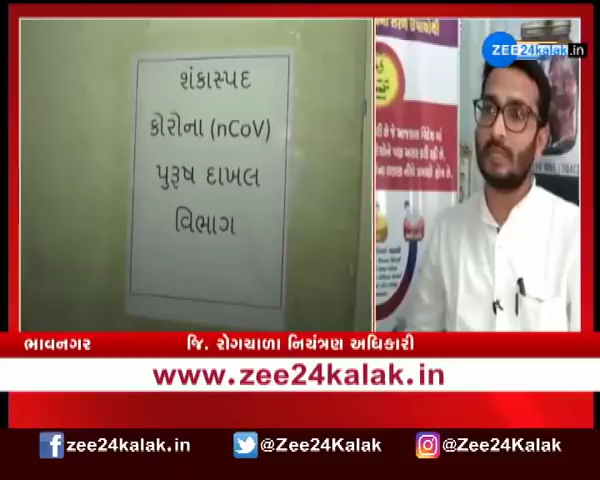 શંકાસ્પદ
કોરોના (nCoV)
પુરૂષ દાખલ
વિભાગ
ZEE24kalak.in
ભાવનગર
જિ. રોગચાળા નિયંત્રણ અધિકારી
www.zee24kalak.in
zee24kalak.in
@Zee24Kalak
@Zee24Kalak